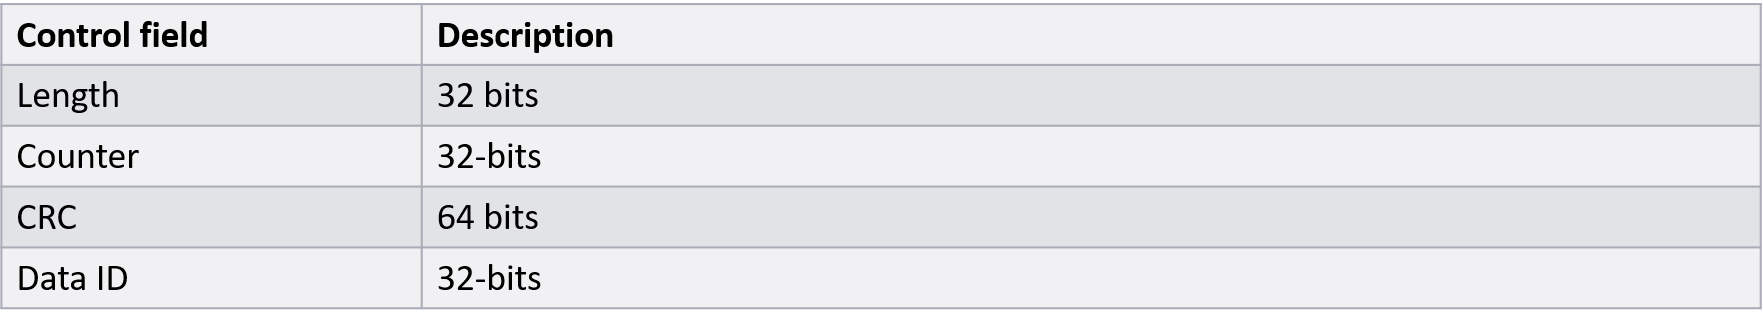 Control field Description
Length 32 bits
Counter 32-bits
CRC 64 bits
Data ID 32-bits